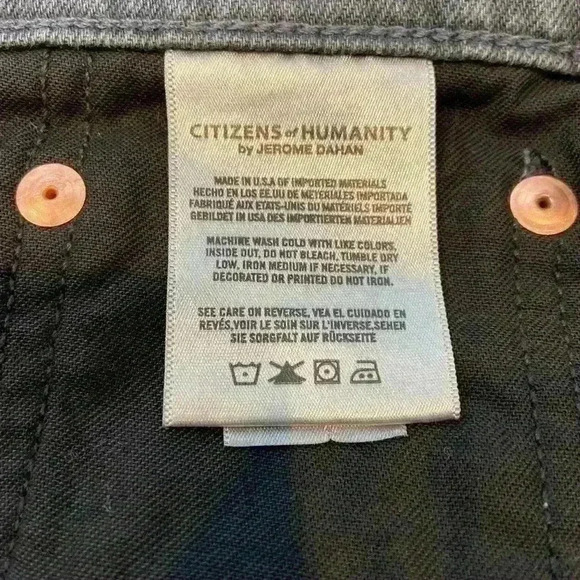 CITIZENS of HUMANITY
by JEROME DAHAN
MADE IN U.S.A OF IMPORTED MATERIALS
HECHO EN LOS EE.UU DE MEYERIALES IMPORTADA
FABRIQUÉ AUX ETATS-UNIS DU MATÉRIELS IMPORTÉ
GEBILDET IN USA DES IMPORTIERTEN MATERIALIEN
MACHINE WASH COLD WITH LIKE COLORS,
INSIDE OUT, DO NOT BLEACH, TUMBLE DRY
LOW, IRON MEDIUM IF NECESSARY, IF
DECORATED OR PRINTED DO NOT IRON.
SEE CARE ON REVERSE, VEA EL CUIDADO EN
REVÉS,VOIR LE SOIN SUR L'INVERSE,SEHEN
SIE SORGFALT AUF RÜCKSEITE